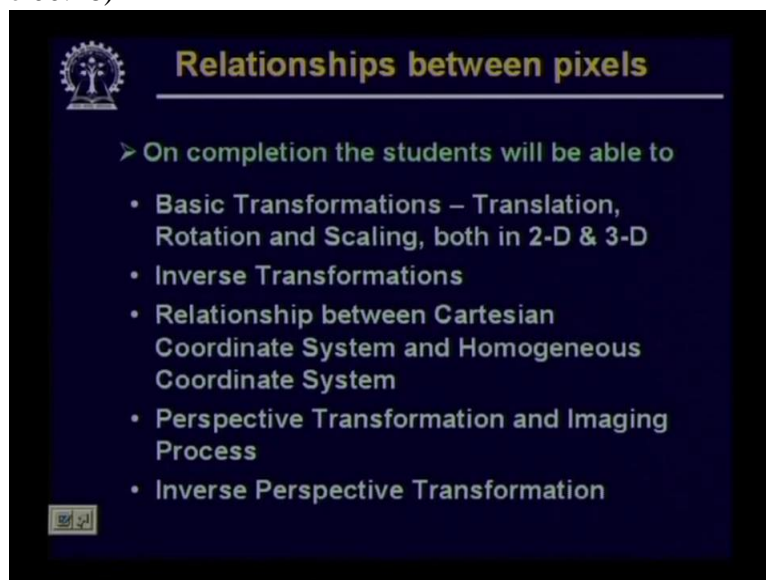 Relationships between pixels
➢ On completion the students will be able to
• Basic Transformations – Translation,
Rotation and Scaling, both in 2-D & 3-D
• Inverse Transformations
• Relationship between Cartesian
Coordinate System and Homogeneous
Coordinate System
• Perspective Transformation and Imaging
Process
• Inverse Perspective Transformation